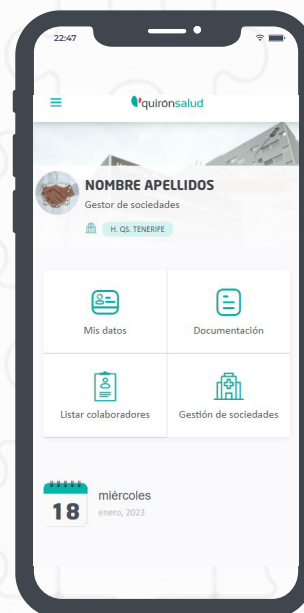 22:47
quirónsalud
NOMBRE APELLIDOS
Gestor de sociedades
H. QS. TENERIFE
Mis datos
Documentación
Listar colaboradores
Gestión de sociedades
18
miércoles
enero, 2023